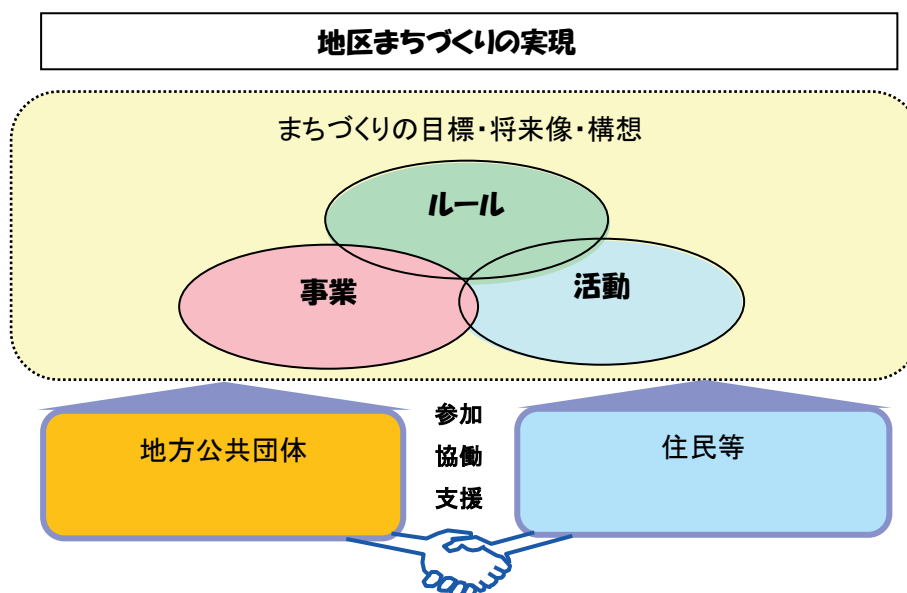 地区まちづくりの実現
まちづくりの目標・将来像・構想
ルール
事業
活動
地方公共団体
参加
協働
支援
住民等